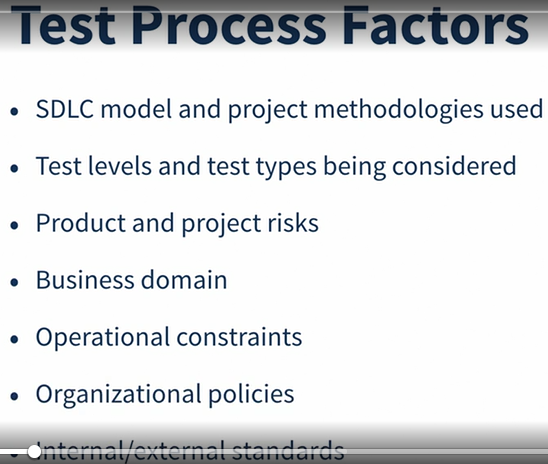 Test Process Factors
• SDLC model and project methodologies used
• Test levels and test types being considered
• Product and project risks
• Business domain
• Operational constraints
• Organizational policies
• Internal/external standards